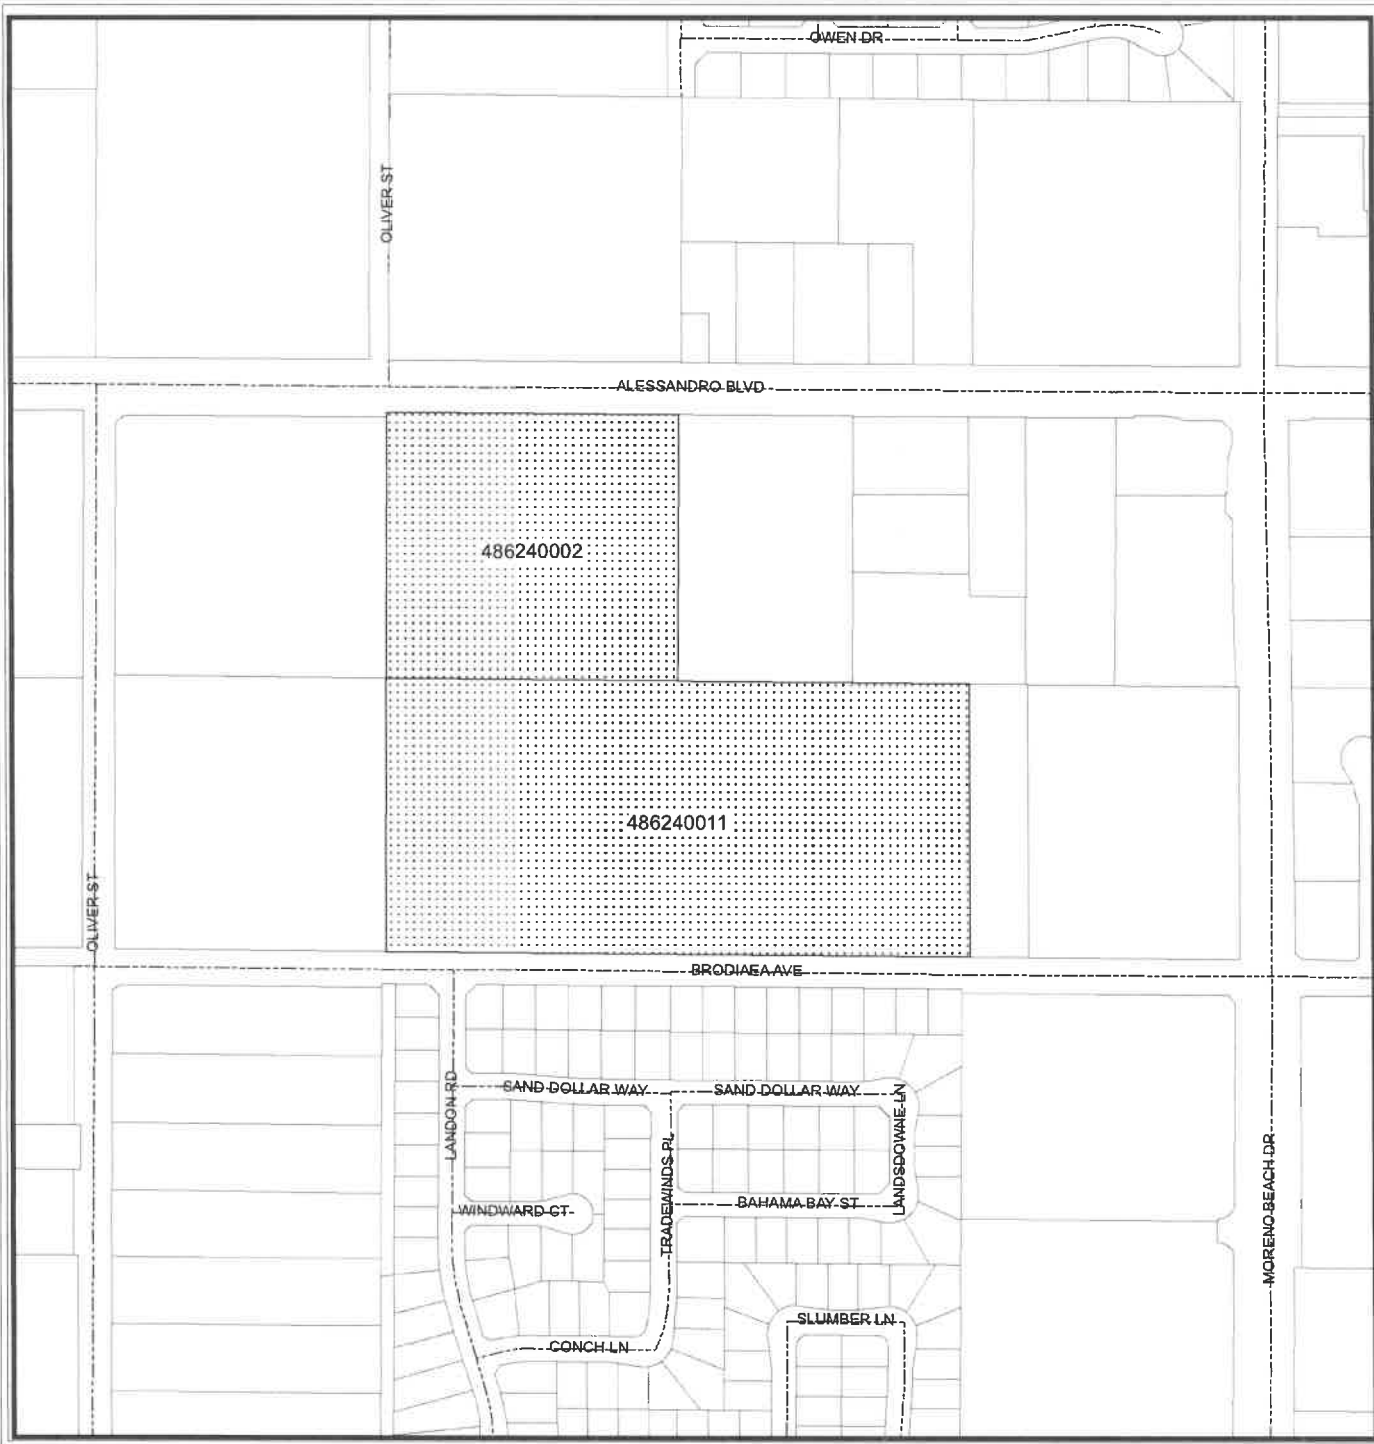 OWEN DR
OLIVER ST
ALESSANDRO BLVD
486240002
486240011
OLIVER ST
BRODIAEA AVE
LANDON RD
SAND DOLLAR WAY
SAND DOLLAR WAY
LANDSDOWNE LN
TRADEWINDS PL
MORENO BEACH DR
WINDWARD CT
BAHAMA BAY ST
SLUMBER LN
CONCH LN